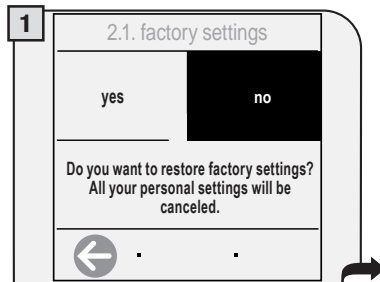 1
2.1. factory settings
yes no
Do you want to restore factory settings?
All your personal settings will be
canceled.